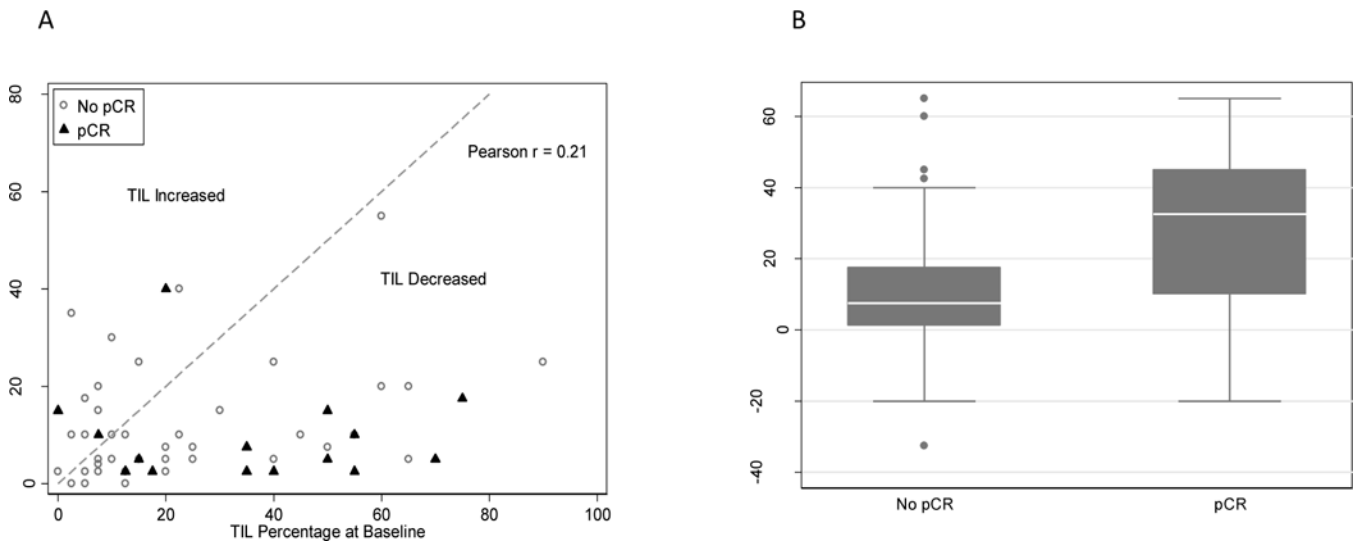 A
80
60
40
20
0
No pCR
pCR
Pearson r = 0.21
TIL Increased
TIL Decreased
0 20 40 60 80 100
TIL Percentage at Baseline
B
60
40
20
0
-20
-40
No pCR pCR